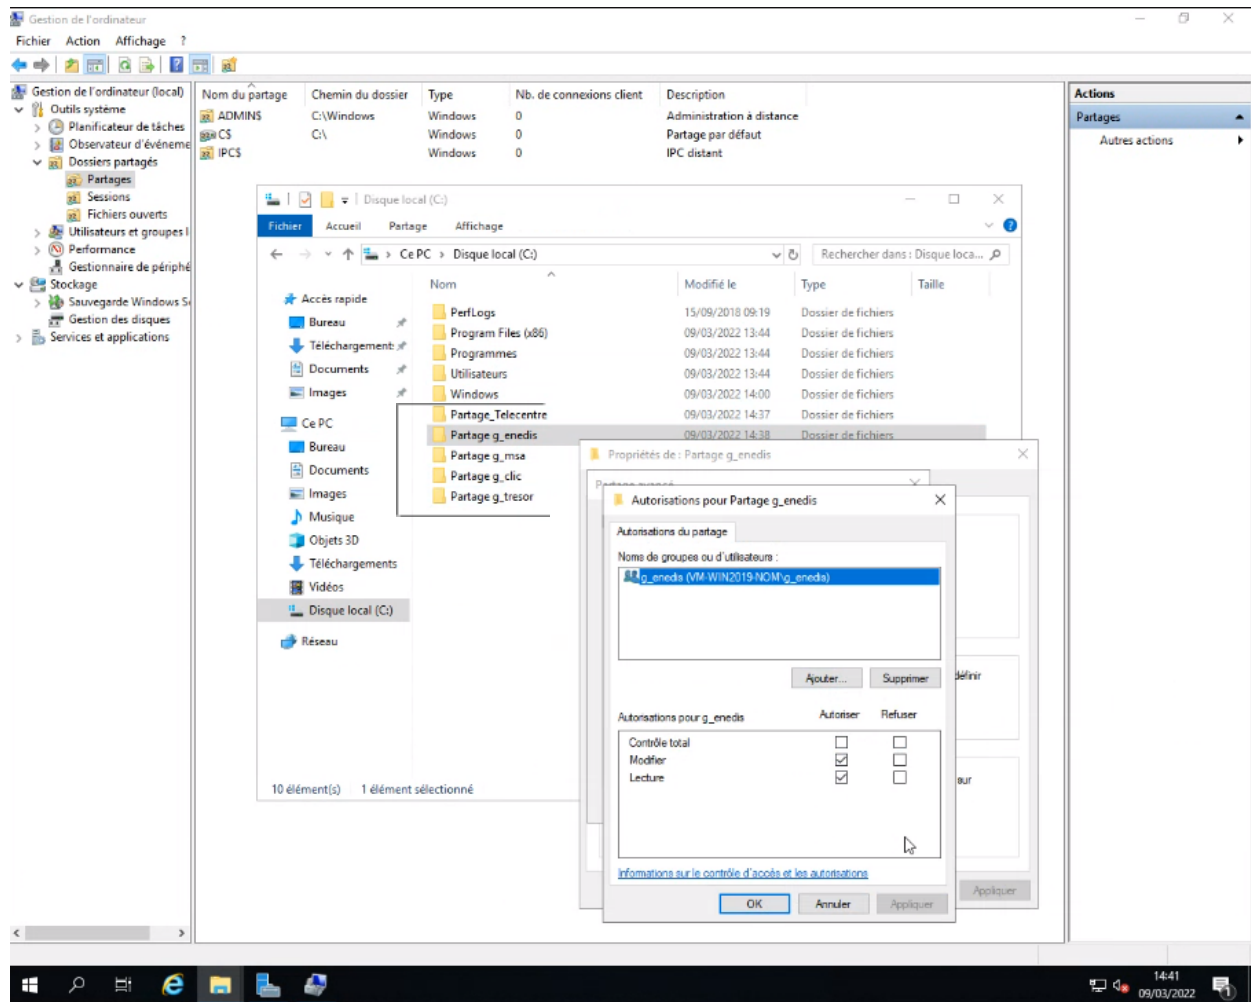 Gestion de l'ordinateur
Fichier Action Affichage ?
Gestion de l'ordinateur (local)
Outils système
Planificateur de tâches
Observateur d'événeme
Dossiers partagés
Partages
Sessions
Fichiers ouverts
Utilisateurs et groupes l
Performance
Gestionnaire de périphé
Stockage
Sauvegarde Windows S
Gestion des disques
Services et applications
Nom du partage Chemin du dossier Type Nb. de connexions client Description
ADMIN$ C:\Windows Windows 0 Administration à distance
C$ C:\ Windows 0 Partage par défaut
IPC$ Windows 0 IPC distant
Actions
Partages
Autres actions
Disque local (C:)
Fichier Accueil Partage Affichage
Ce PC > Disque local (C:)
Rechercher dans : Disque loca...
Accès rapide
Bureau
Téléchargement:
Documents
Images
Ce PC
Bureau
Documents
Images
Musique
Objets 3D
Téléchargements
Vidéos
Disque local (C:)
Réseau
Nom Modifié le Type Taille
PerfLogs 15/09/2018 09:19 Dossier de fichiers
Program Files (x86) 09/03/2022 13:44 Dossier de fichiers
Programmes 09/03/2022 13:44 Dossier de fichiers
Utilisateurs 09/03/2022 13:44 Dossier de fichiers
Windows 09/03/2022 14:00 Dossier de fichiers
Partage_Telecentre 09/03/2022 14:37 Dossier de fichiers
Partage g_enedis 09/03/2022 14:38 Dossier de fichiers
Partage g_msa
Partage g_clic
Partage g_tresor
10 élément(s) 1 élément sélectionné
Propriétés de : Partage g_enedis
Partage avancé
définir
sur
Appliquer
Autorisations pour Partage g_enedis
Autorisations du partage
Noms de groupes ou d'utilisateurs :
g_enedis (VM-WIN2019-NOM\g_enedis)
Ajouter... Supprimer
Autorisations pour g_enedis Autoriser Refuser
Contrôle total
Modifier
Lecture
Informations sur le contrôle d'accès et les autorisations
OK Annuler Appliquer
14:41
09/03/2022
1